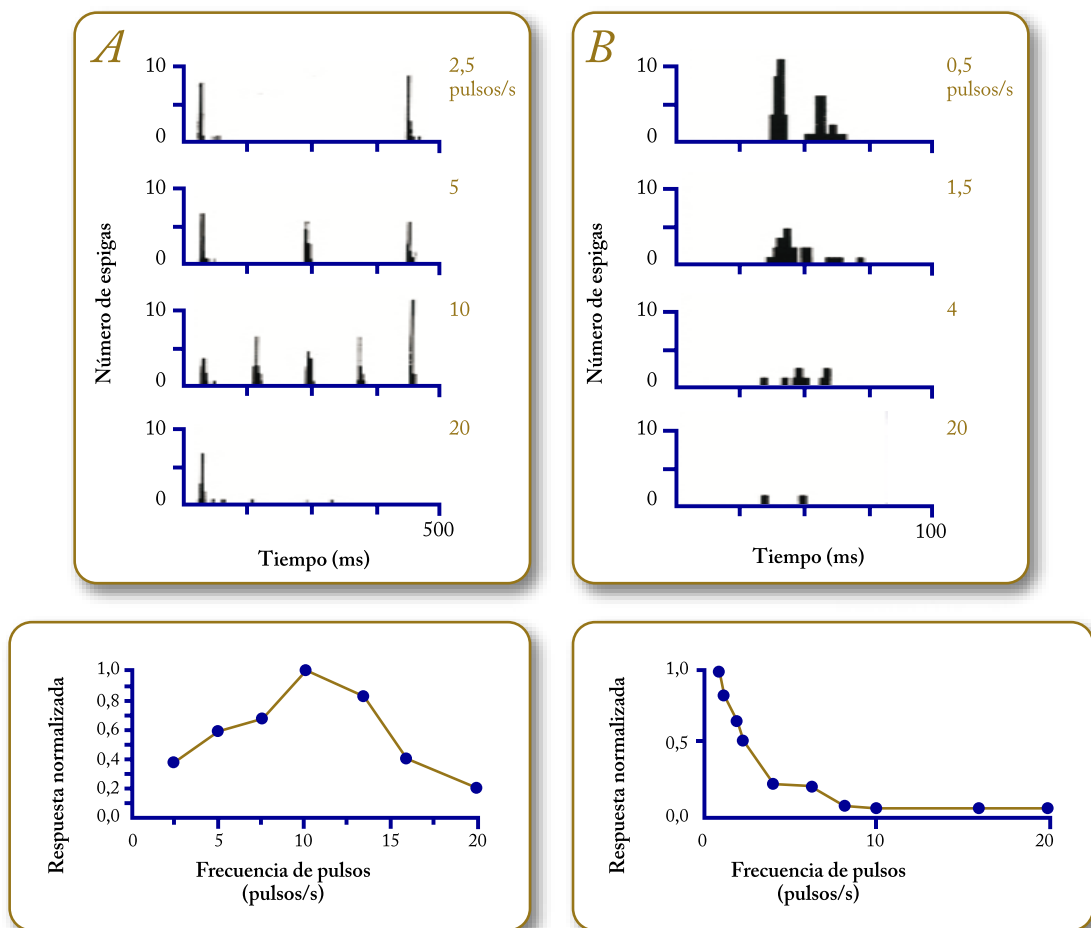 A
10
0
2,5
pulsos/s
10
0
5
10
0
10
10
0
20
500
Número de espigas
Tiempo (ms)
B
10
0
0,5
pulsos/s
10
0
1,5
10
0
4
10
0
20
100
Número de espigas
Tiempo (ms)
Respuesta normalizada
1,0
0,8
0,6
0,4
0,2
0,0
0 5 10 15 20
Frecuencia de pulsos
(pulsos/s)
Respuesta normalizada
1,0
0,5
0,0
0 10 20
Frecuencia de pulsos
(pulsos/s)